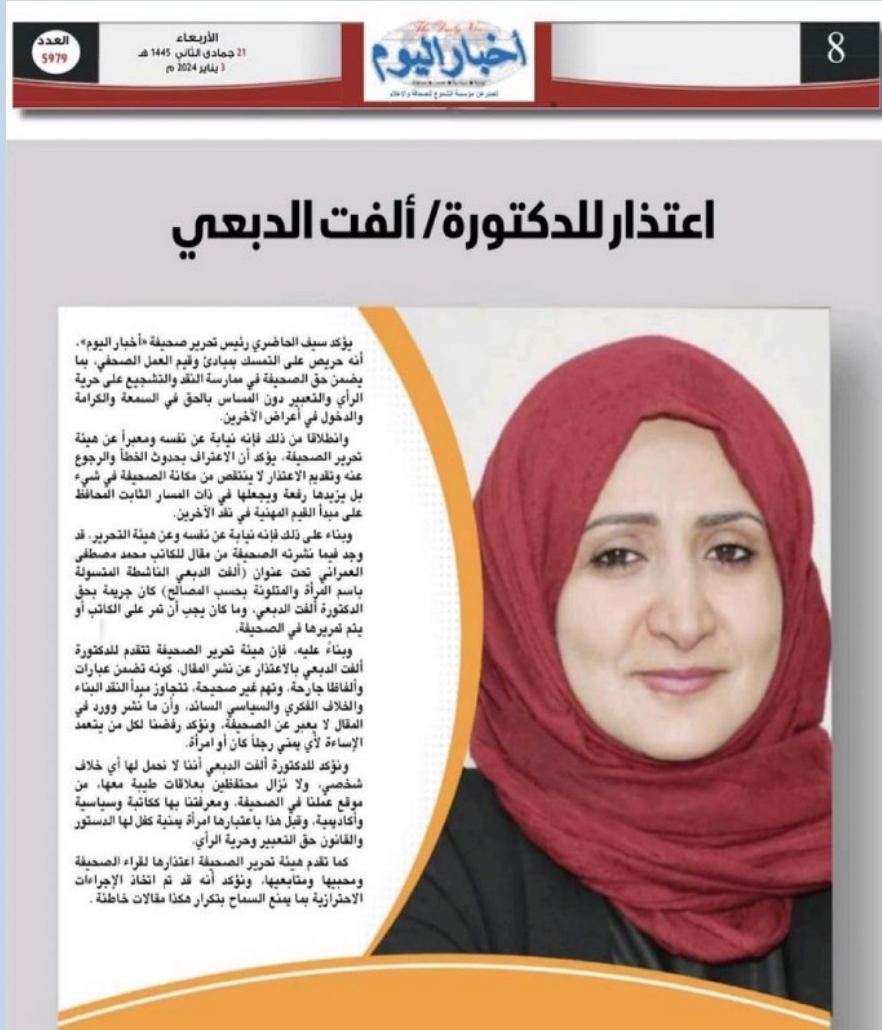 العدد
5979
الأربعاء
21 جمادى الثاني 1445 هـ
3 يناير 2024 م
أخبار اليوم
تصدر عن مؤسسة الشموع للصحافة والإعلام
8
اعتذار للدكتورة/ ألفت الدبعي
يؤكد سيف الحاضري رئيس تحرير صحيفة «أخبار اليوم»،
أنه حريص على التمسك بمبادئ وقيم العمل الصحفي، بما
يضمن حق الصحيفة في ممارسة النقد والتشجيع على حرية
الرأي والتعبير دون المساس بالحق في السمعة والكرامة
والدخول في أعراض الآخرين.
وانطلاقا من ذلك فإنه نيابة عن نفسه ومعبراً عن هيئة
تحرير الصحيفة، يؤكد أن الاعتراف بحدوث الخطأ والرجوع
عنه وتقديم الاعتذار لا ينتقص من مكانة الصحيفة في شيء
بل يزيدها رفعة ويجعلها في ذات المسار الثابت المحافظ
على مبدأ القيم المهنية في نقد الآخرين.
وبناء على ذلك فإنه نيابة عن نفسه وعن هيئة التحرير، قد
وجد فيما نشرته الصحيفة من مقال للكاتب محمد مصطفى
العمراني تحت عنوان (ألفت الدبعي الناشطة المتسولة
باسم المرأة والمتلونة بحسب المصالح) كان جريمة بحق
الدكتورة ألفت الدبعي، وما كان يجب أن تمر على الكاتب أو
يتم تمريرها في الصحيفة.
وبناءً عليه، فإن هيئة تحرير الصحيفة تتقدم للدكتورة
ألفت الدبعي بالاعتذار عن نشر المقال، كونه تضمن عبارات
وألفاظا جارحة، وتهم غير صحيحة، تتجاوز مبدأ النقد البناء
والخلاف الفكري والسياسي السائد، وأن ما نُشر وورد في
المقال لا يعبر عن الصحيفة، ونؤكد رفضنا لكل من يتعمد
الإساءة لأي يمني رجلاً كان أو امرأة.
ونؤكد للدكتورة ألفت الدبعي أننا لا نحمل لها أي خلاف
شخصي، ولا نزال محتفظين بعلاقات طيبة معها، من
موقع عملنا في الصحيفة، ومعرفتنا بها ككاتبة وسياسية
وأكاديمية، وقبل هذا باعتبارها امرأة يمنية كفل لها الدستور
والقانون حق التعبير وحرية الرأي.
كما تقدم هيئة تحرير الصحيفة اعتذارها لقراء الصحيفة
ومحبيها ومتابعيها، ونؤكد أنه قد تم اتخاذ الإجراءات
الاحترازية بما يمنع السماح بتكرار هكذا مقالات خاطئة .